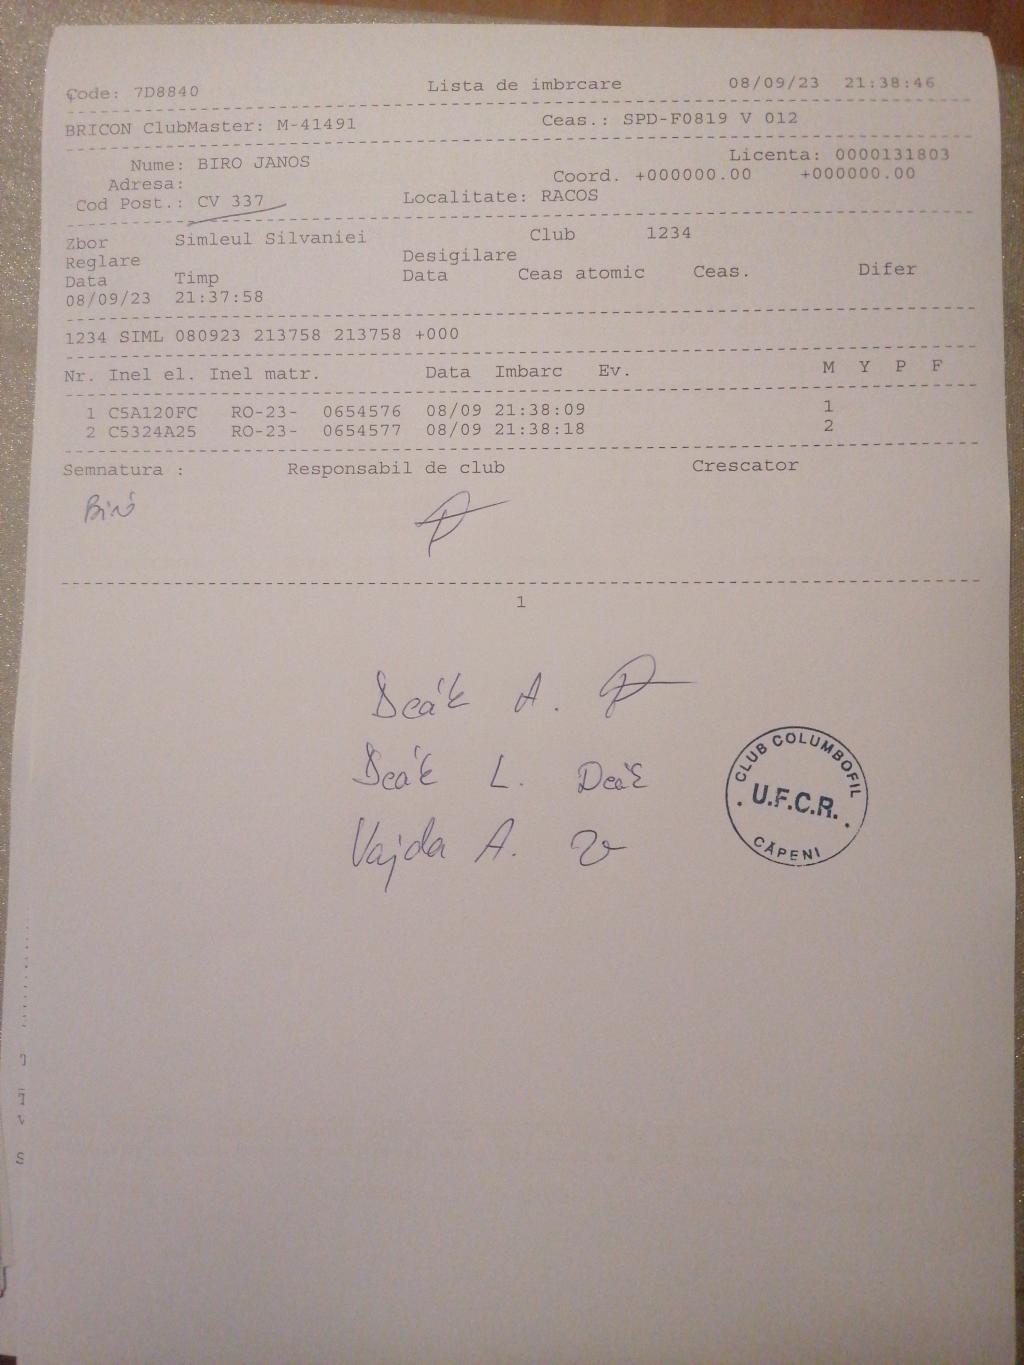 Code: 7D8840 Lista de imbrcare 08/09/23 21:38:46
BRICON ClubMaster: M-41491 Ceas.: SPD-F0819 V 012
Nume: BIRO JANOS Licenta: 0000131803
Adresa: Coord. +000000.00 +000000.00
Cod Post.: CV 337 Localitate: RACOS
Zbor Simleul Silvaniei Club 1234
Reglare Desigilare
Data Timp Data Ceas atomic Ceas. Difer
08/09/23 21:37:58
1234 SIML 080923 213758 213758 +000
Nr. Inel el. Inel matr. Data Imbarc Ev. M Y P F
1 C5A120FC RO-23- 0654576 08/09 21:38:09 1
2 C5324A25 RO-23- 0654577 08/09 21:38:18 2
Semnatura : Responsabil de club Crescator
Biró
1
Deák A.
Deák L. Deák
Vajda A.
CLUB COLUMBOFIL
U.F.C.R.
CĂPENI